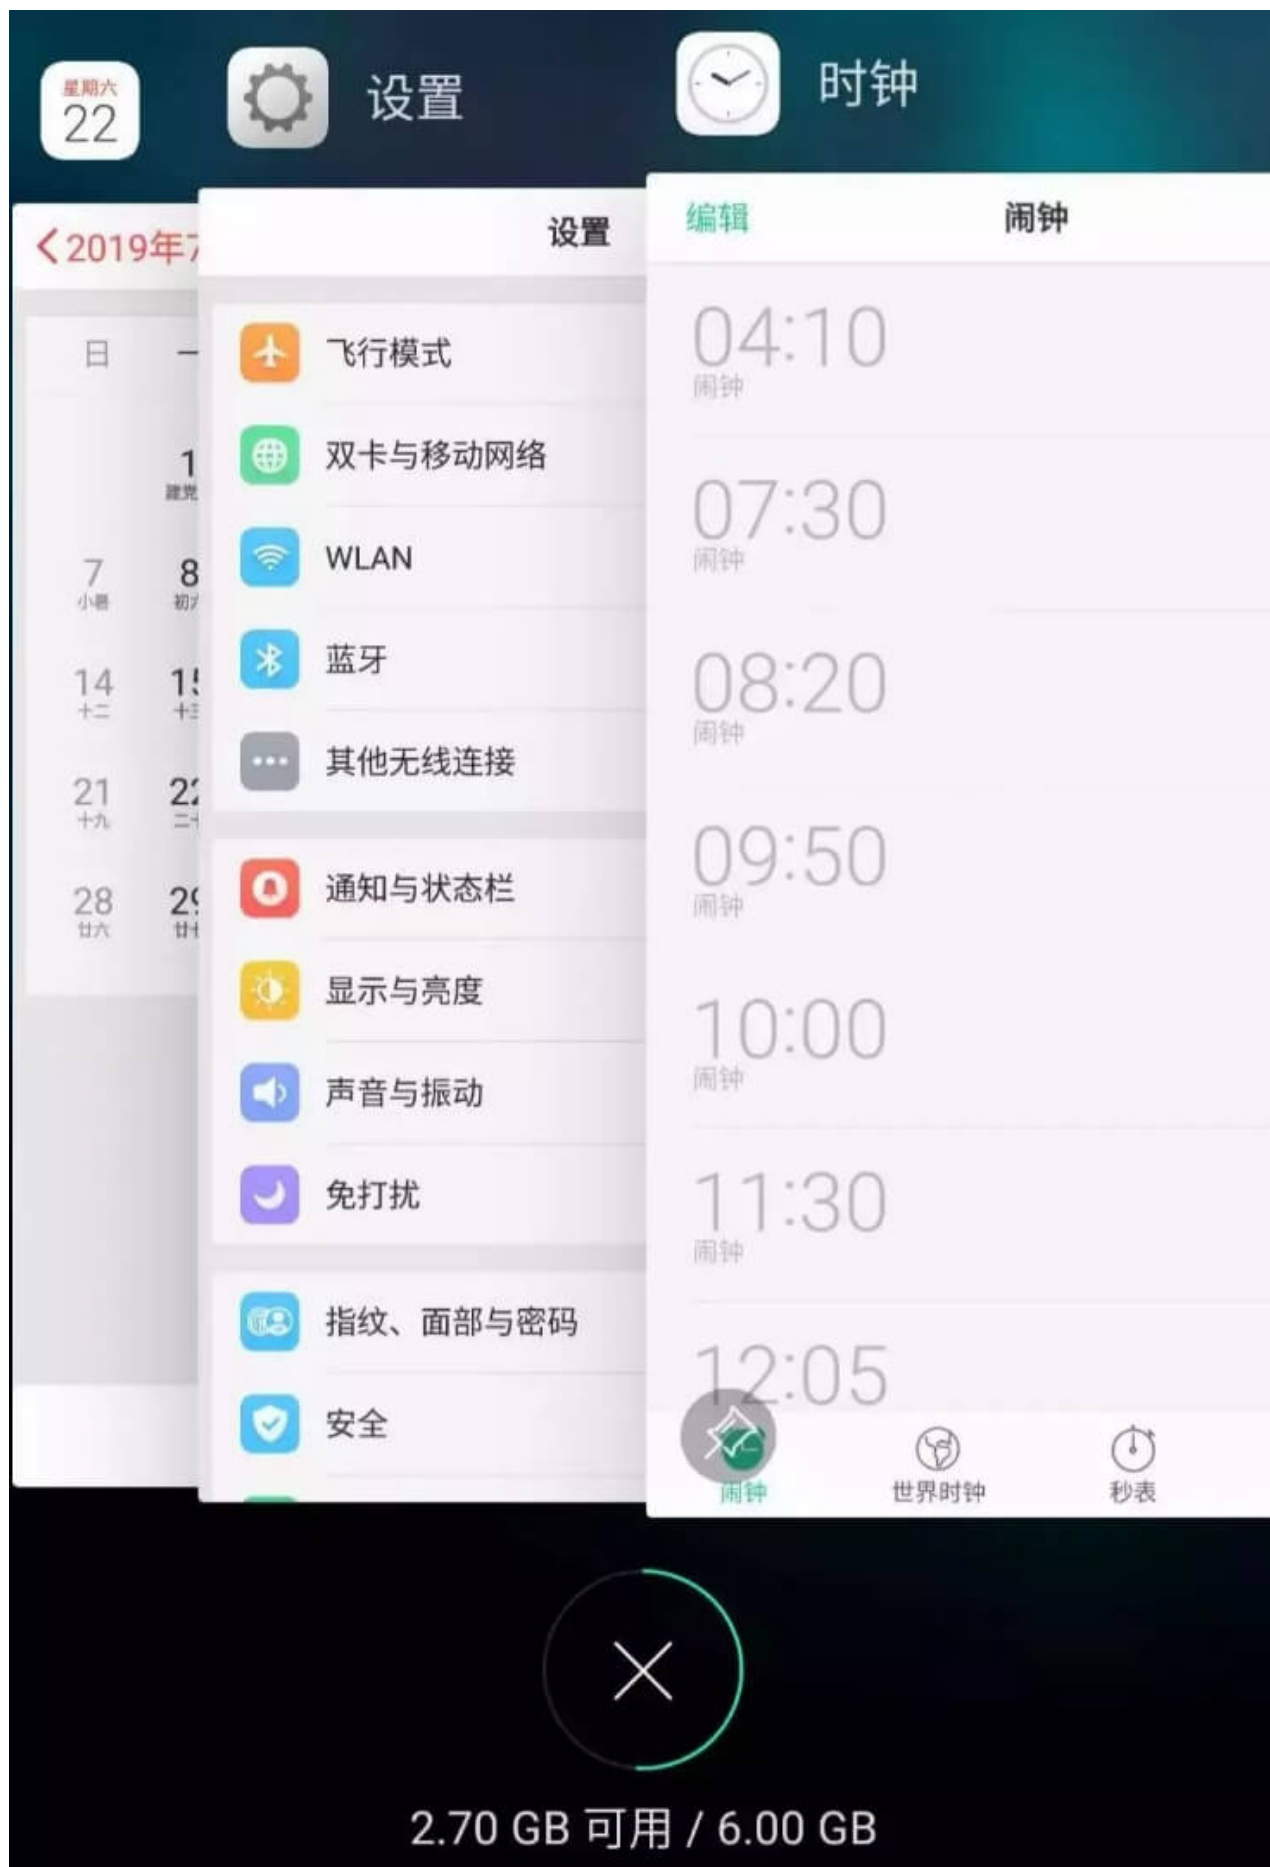 星期六
22
设置
时钟
2019年7
日 一
1
建党
7 8
小暑
14
十二
21
十九
28
廿六
设置
飞行模式
双卡与移动网络
WLAN
蓝牙
其他无线连接
通知与状态栏
显示与亮度
声音与振动
免打扰
指纹、面部与密码
安全
编辑
闹钟
04:10
闹钟
07:30
闹钟
08:20
闹钟
09:50
闹钟
10:00
闹钟
11:30
闹钟
12:05
闹钟 世界时钟 秒表
2.70 GB 可用 / 6.00 GB